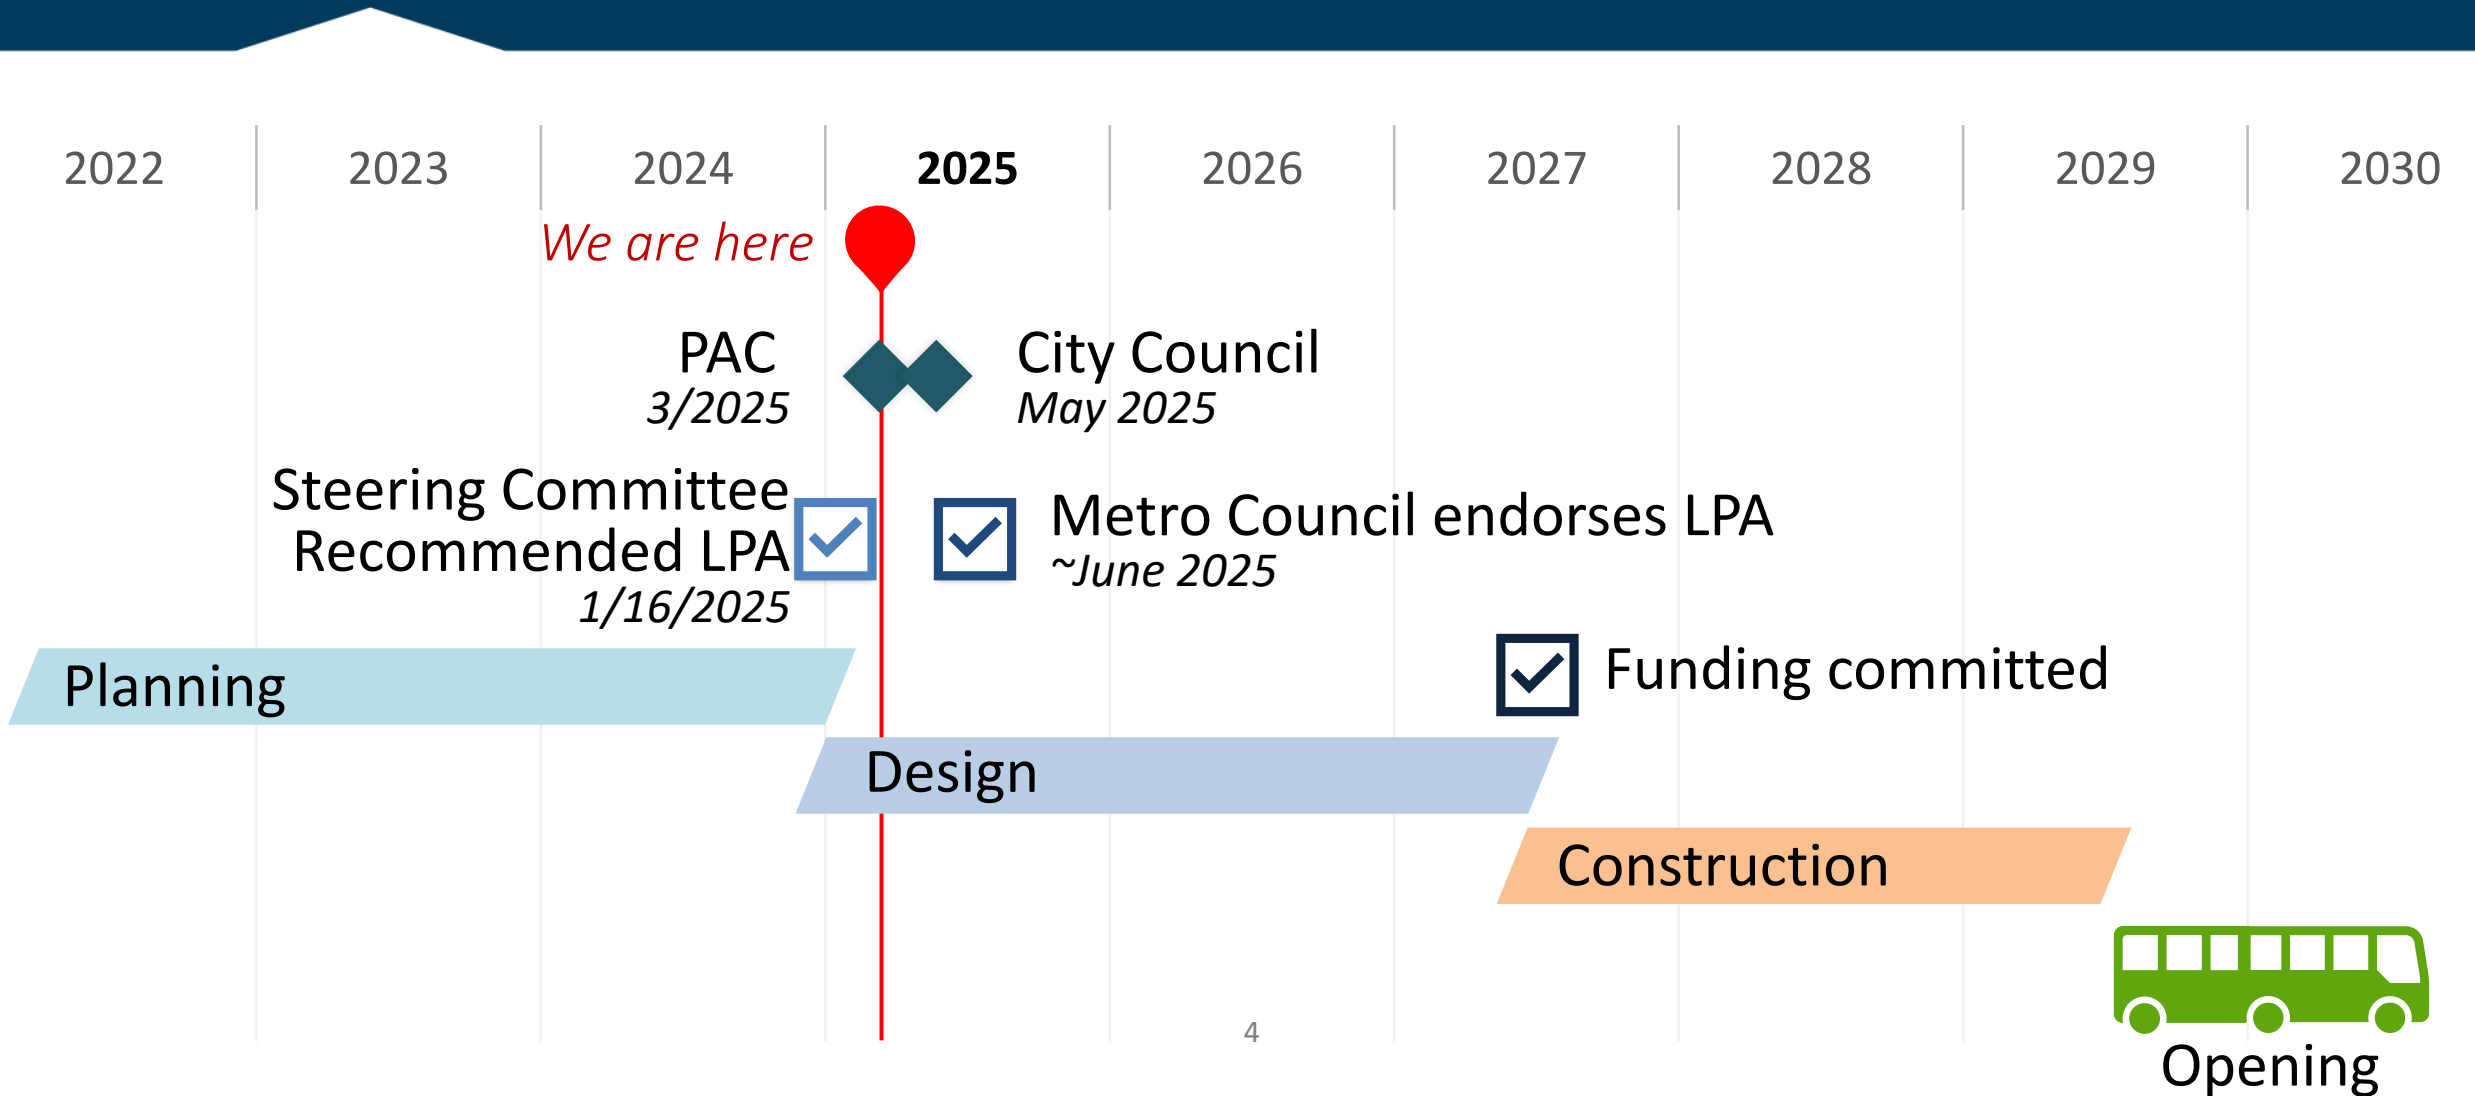 2022 2023 2024 2025 2026 2027 2028 2029 2030
We are here
PAC
3/2025
City Council
May 2025
Steering Committee
Recommended LPA
1/16/2025
Metro Council endorses LPA
~June 2025
Planning
Funding committed
Design
Construction
Opening
4